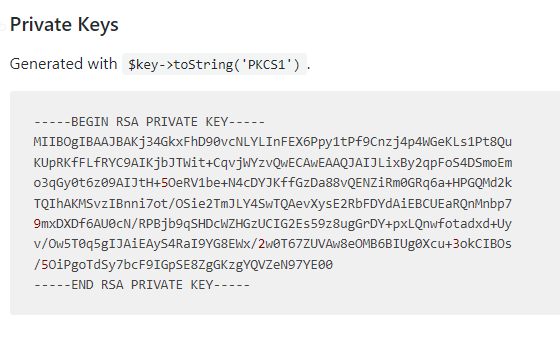 Private Keys
Generated with $key->toString('PKCS1') .
-----BEGIN RSA PRIVATE KEY-----
MIIBOgIBAAJBAKj34GkxFhD90vcNLYLInFEX6Ppy1tPf9Cnzj4p4WGeKLs1Pt8Qu
KUpRKfFLfRYC9AIKjbJTWit+CqvjWYzvQwECAwEAAQJAIJLixBy2qpFoS4DSmoEm
o3qGy0t6z09AIJtH+5OeRV1be+N4cDYJKffGzDa88vQENZiRm0GRq6a+HPGQMd2k
TQIhAKMSvzIBnni7ot/OSie2TmJLY4SwTQAevXysE2RbFDYdAiEBCUEaRQnMnbp7
9mxDXDf6AU0cN/RPBjb9qSHDcWZHGzUCIG2Es59z8ugGrDY+pxLQnwfotadxd+Uy
v/Ow5T0q5gIJAiEAyS4RaI9YG8EWx/2w0T67ZUVAw8eOMB6BIUg0Xcu+3okCIBOs
/5OiPgoTdSy7bcF9IGpSE8ZgGKzgYQVZeN97YE00
-----END RSA PRIVATE KEY-----